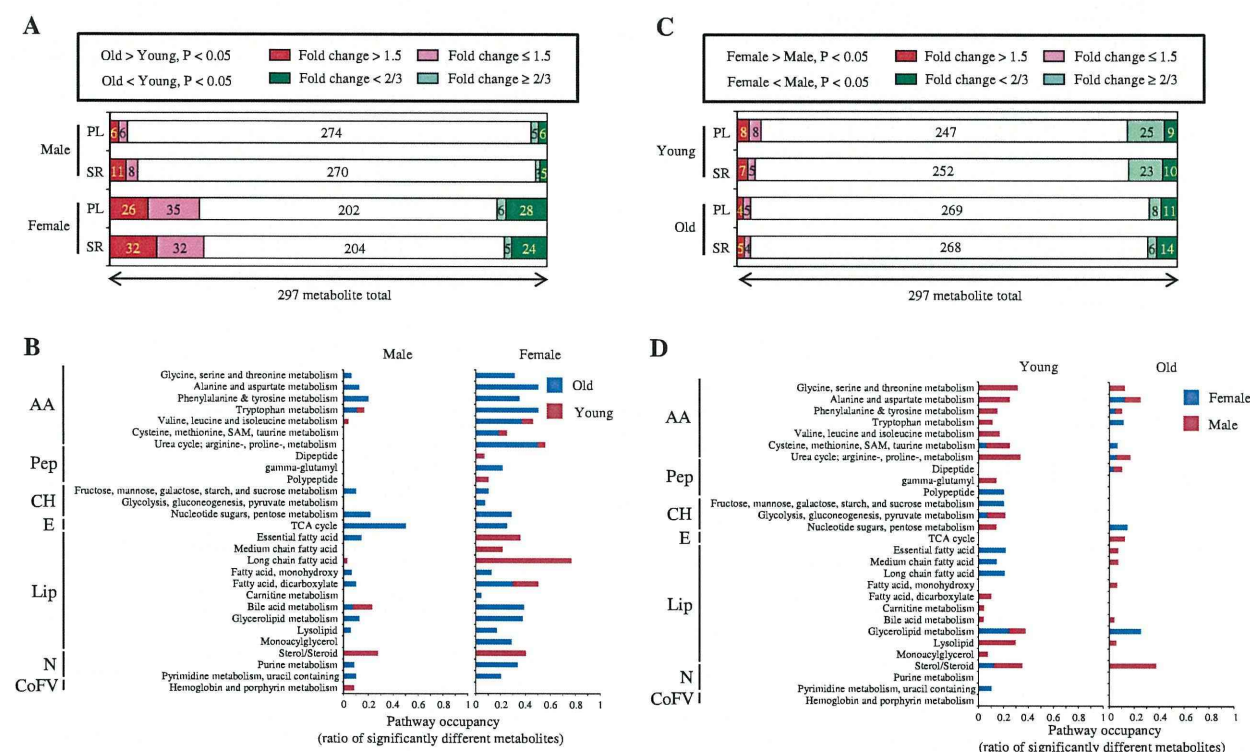 A
Old > Young, P < 0.05 Fold change > 1.5 Fold change ≤ 1.5
Old < Young, P < 0.05 Fold change < 2/3 Fold change ≥ 2/3
Male
PL 6 6 274 5 6
SR 11 8 270 5
Female
PL 26 35 202 6 28
SR 32 32 204 5 24
297 metabolite total
B
Male Female
Old
Young
AA
Glycine, serine and threonine metabolism
Alanine and aspartate metabolism
Phenylalanine & tyrosine metabolism
Tryptophan metabolism
Valine, leucine and isoleucine metabolism
Cysteine, methionine, SAM, taurine metabolism
Urea cycle; arginine-, proline-, metabolism
Pep
Dipeptide
gamma-glutamyl
Polypeptide
CH
Fructose, mannose, galactose, starch, and sucrose metabolism
Glycolysis, gluconeogenesis, pyruvate metabolism
Nucleotide sugars, pentose metabolism
E
TCA cycle
Lip
Essential fatty acid
Medium chain fatty acid
Long chain fatty acid
Fatty acid, monohydroxy
Fatty acid, dicarboxylate
Carnitine metabolism
Bile acid metabolism
Glycerolipid metabolism
Lysolipid
Monoacylglycerol
Sterol/Steroid
N
Purine metabolism
Pyrimidine metabolism, uracil containing
CoFV
Hemoglobin and porphyrin metabolism
0 0.2 0.4 0.6 0.8 1 0 0.2 0.4 0.6 0.8 1
Pathway occupancy
(ratio of significantly different metabolites)
C
Female > Male, P < 0.05 Fold change > 1.5 Fold change ≤ 1.5
Female < Male, P < 0.05 Fold change < 2/3 Fold change ≥ 2/3
Young
PL 8 8 247 25 9
SR 7 5 252 23 10
Old
PL 4 5 269 8 11
SR 5 4 268 6 14
297 metabolite total
D
Young Old
Female
Male
AA
Glycine, serine and threonine metabolism
Alanine and aspartate metabolism
Phenylalanine & tyrosine metabolism
Tryptophan metabolism
Valine, leucine and isoleucine metabolism
Cysteine, methionine, SAM, taurine metabolism
Urea cycle; arginine-, proline-, metabolism
Pep
Dipeptide
gamma-glutamyl
Polypeptide
CH
Fructose, mannose, galactose, starch, and sucrose metabolism
Glycolysis, gluconeogenesis, pyruvate metabolism
Nucleotide sugars, pentose metabolism
E
TCA cycle
Lip
Essential fatty acid
Medium chain fatty acid
Long chain fatty acid
Fatty acid, monohydroxy
Fatty acid, dicarboxylate
Carnitine metabolism
Bile acid metabolism
Glycerolipid metabolism
Lysolipid
Monoacylglycerol
Sterol/Steroid
N
Purine metabolism
Pyrimidine metabolism, uracil containing
CoFV
Hemoglobin and porphyrin metabolism
0 0.2 0.4 0.6 0.8 1 0 0.2 0.4 0.6 0.8 1
Pathway occupancy
(ratio of significantly different metabolites)